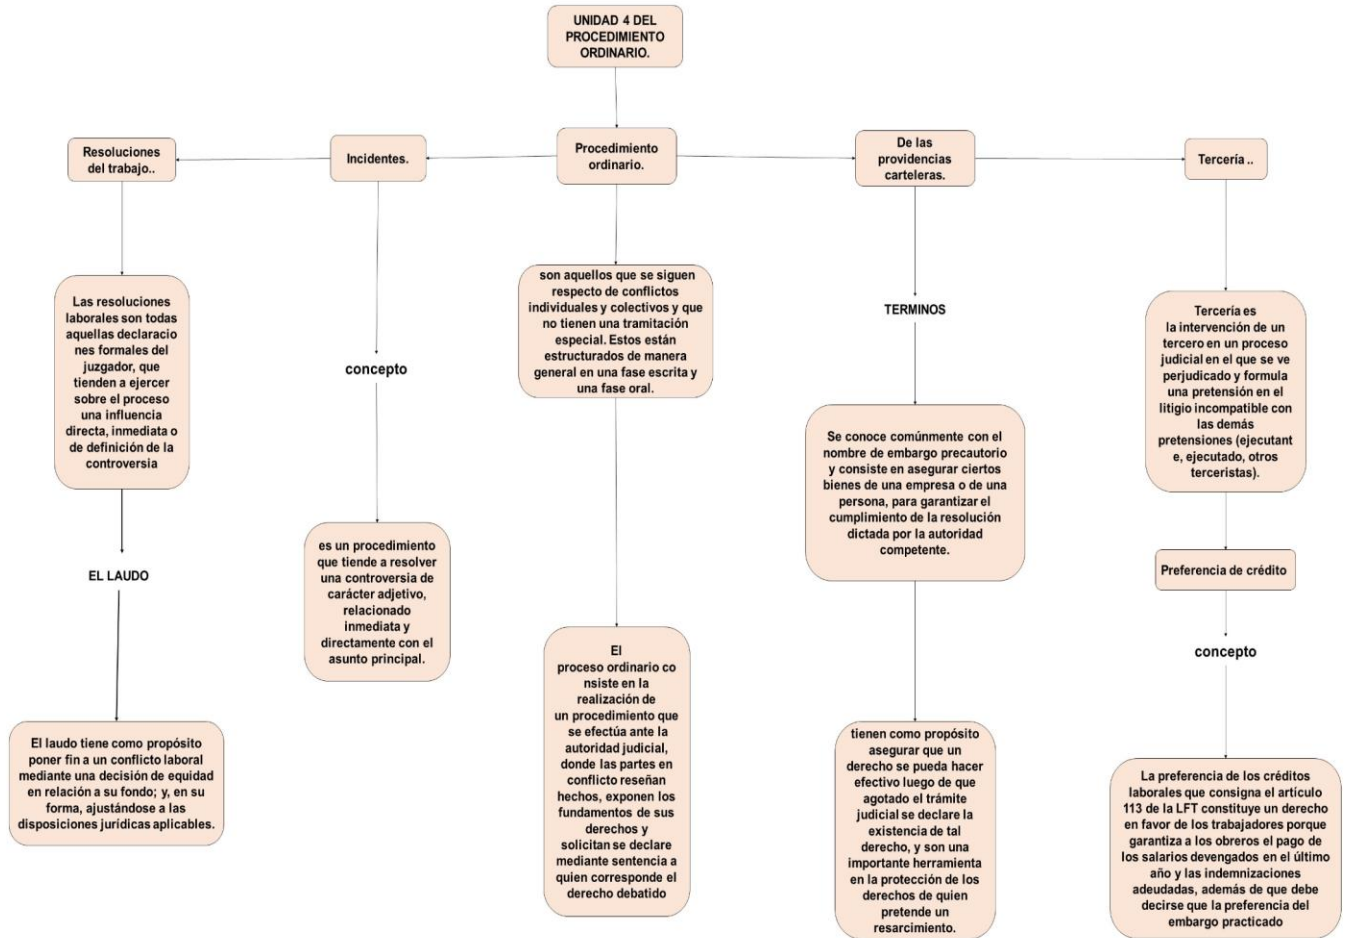 UNIDAD 4 DEL
PROCEDIMIENTO
ORDINARIO.
Resoluciones
del trabajo..
Las resoluciones
laborales son todas
aquellas declaracio
nes formales del
juzgador, que
tienden a ejercer
sobre el proceso
una influencia
directa, inmediata o
de definición de la
controversia
EL LAUDO
El laudo tiene como propósito
poner fin a un conflicto laboral
mediante una decisión de equidad
en relación a su fondo; y, en su
forma, ajustándose a las
disposiciones jurídicas aplicables.
Incidentes.
concepto
es un procedimiento
que tiende a resolver
una controversia de
carácter adjetivo,
relacionado
inmediata y
directamente con el
asunto principal.
Procedimiento
ordinario.
son aquellos que se siguen
respecto de conflictos
individuales y colectivos y que
no tienen una tramitación
especial. Estos están
estructurados de manera
general en una fase escrita y
una fase oral.
El
proceso ordinario co
nsiste en la
realización de
un procedimiento que
se efectúa ante la
autoridad judicial,
donde las partes en
conflicto reseñan
hechos, exponen los
fundamentos de sus
derechos y
solicitan se declare
mediante sentencia a
quien corresponde el
derecho debatido
De las
providencias
carteleras.
TERMINOS
Se conoce comúnmente con el
nombre de embargo precautorio
y consiste en asegurar ciertos
bienes de una empresa o de una
persona, para garantizar el
cumplimiento de la resolución
dictada por la autoridad
competente.
tienen como propósito
asegurar que un
derecho se pueda hacer
efectivo luego de que
agotado el trámite
judicial se declare la
existencia de tal
derecho, y son una
importante herramienta
en la protección de los
derechos de quien
pretende un
resarcimiento.
Tercería ..
Tercería es
la intervención de un
tercero en un proceso
judicial en el que se ve
perjudicado y formula
una pretensión en el
litigio incompatible con
las demás
pretensiones (ejecutant
e, ejecutado, otros
terceristas).
Preferencia de crédito
concepto
La preferencia de los créditos
laborales que consigna el artículo
113 de la LFT constituye un derecho
en favor de los trabajadores porque
garantiza a los obreros el pago de
los salarios devengados en el último
año y las indemnizaciones
adeudadas, además de que debe
decirse que la preferencia del
embargo practicado